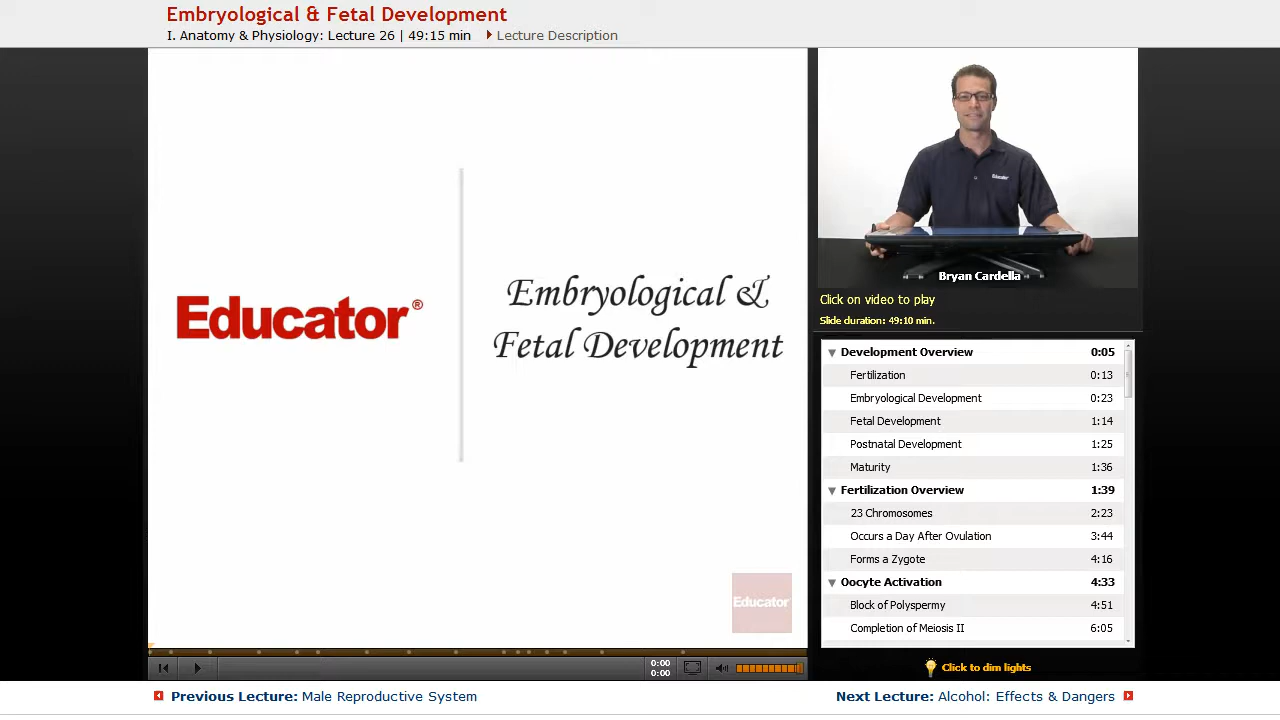 Embryological & Fetal Development
I. Anatomy & Physiology: Lecture 26 | 49:15 min
Lecture Description
Educator®
Embryological &
Fetal Development
Educator
Educator
Bryan Cardella
Click on video to play
Slide duration: 49:10 min.
Development Overview 0:05
Fertilization 0:13
Embryological Development 0:23
Fetal Development 1:14
Postnatal Development 1:25
Maturity 1:36
Fertilization Overview 1:39
23 Chromosomes 2:23
Occurs a Day After Ovulation 3:44
Forms a Zygote 4:16
Oocyte Activation 4:33
Block of Polyspermy 4:51
Completion of Meiosis II 6:05
0:00
0:00
Click to dim lights
Previous Lecture: Male Reproductive System
Next Lecture: Alcohol: Effects & Dangers